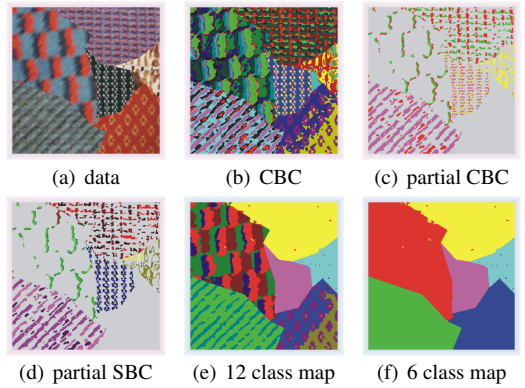 (a) data
(b) CBC
(c) partial CBC
(d) partial SBC
(e) 12 class map
(f) 6 class map